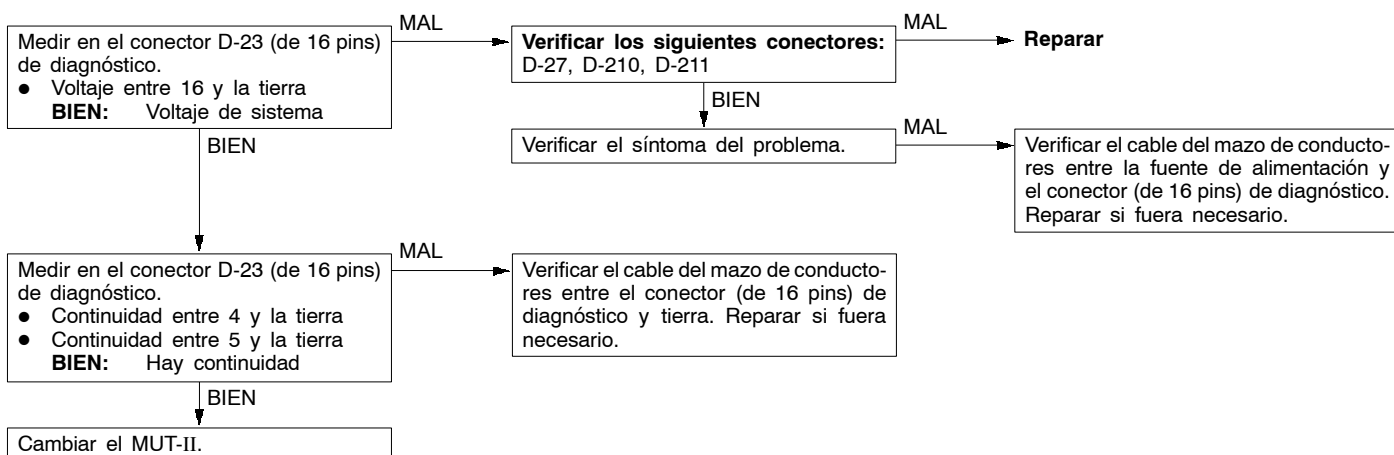 Medir en el conector D-23 (de 16 pins)
de diagnóstico.
● Voltaje entre 16 y la tierra
BIEN: Voltaje de sistema
MAL
Verificar los siguientes conectores:
D-27, D-210, D-211
MAL
Reparar
BIEN
Verificar el síntoma del problema.
MAL
Verificar el cable del mazo de conducto-
res entre la fuente de alimentación y
el conector (de 16 pins) de diagnóstico.
Reparar si fuera necesario.
BIEN
Medir en el conector D-23 (de 16 pins)
de diagnóstico.
● Continuidad entre 4 y la tierra
● Continuidad entre 5 y la tierra
BIEN: Hay continuidad
MAL
Verificar el cable del mazo de conducto-
res entre el conector (de 16 pins) de
diagnóstico y tierra. Reparar si fuera
necesario.
BIEN
Cambiar el MUT-II.